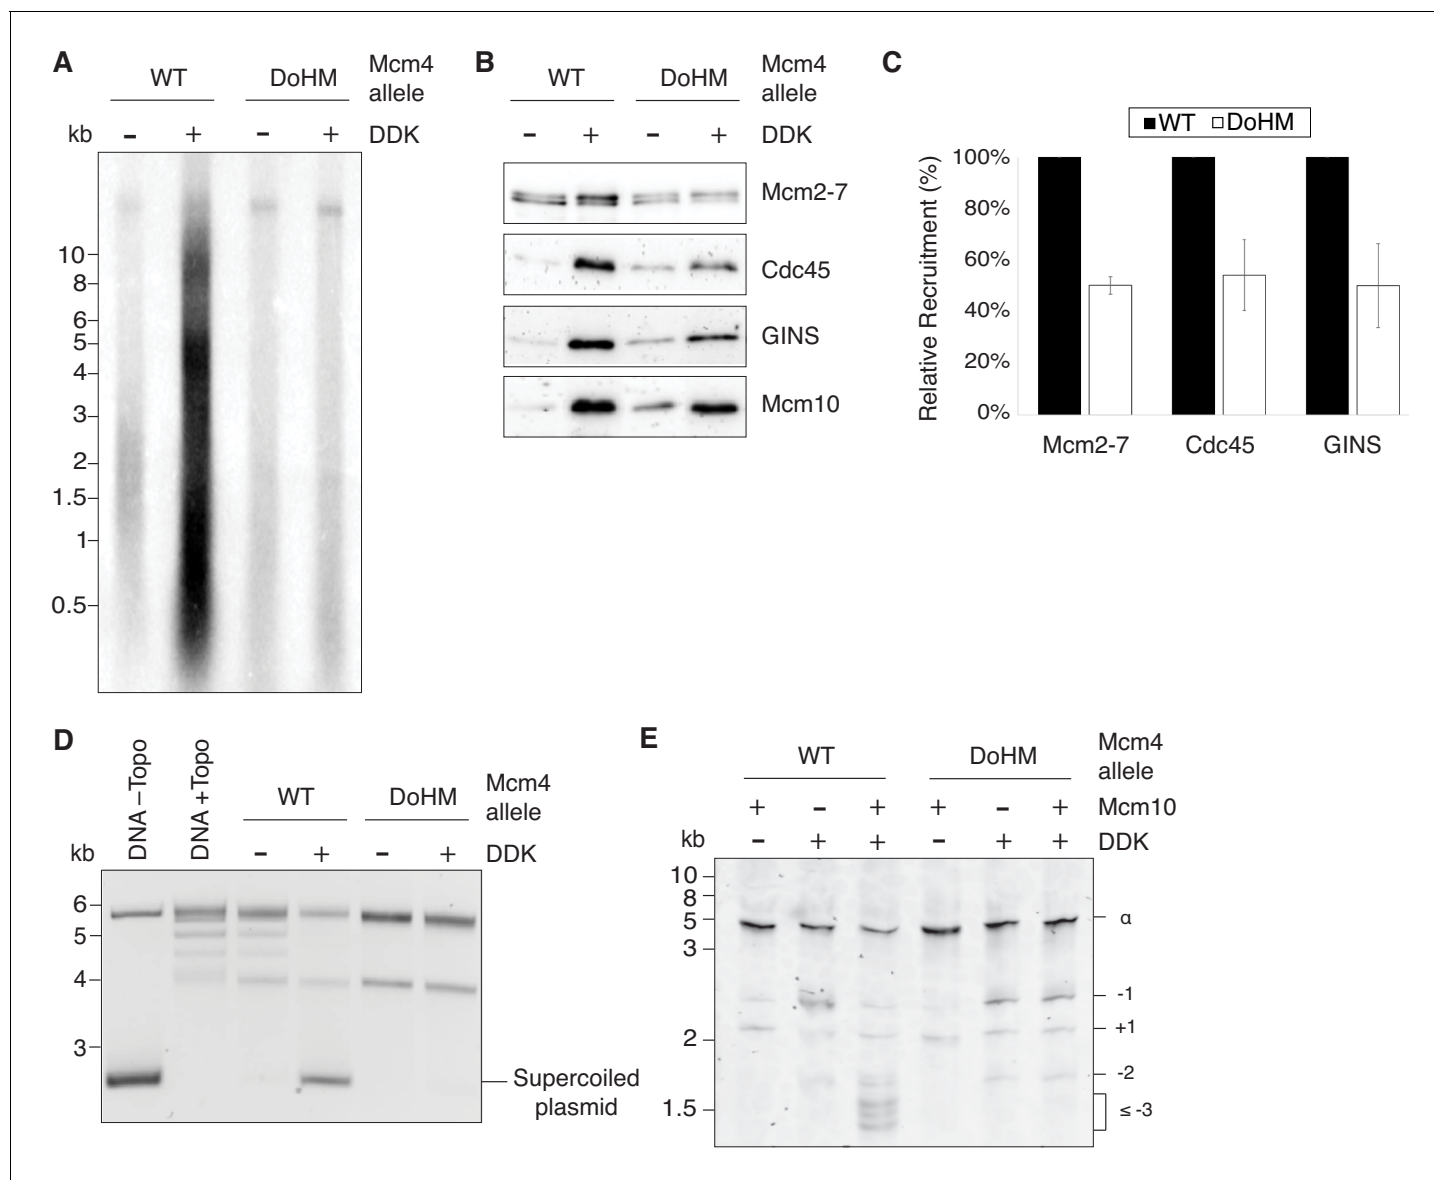 A
WT DoHM Mcm4 allele
kb – + – + DDK
10
8
6
5
4
3
2
1.5
1
0.5
B
WT DoHM Mcm4 allele
– + – + DDK
Mcm2-7
Cdc45
GINS
Mcm10
C
WT DoHM
Relative Recruitment (%)
100%
80%
60%
40%
20%
0%
Mcm2-7 Cdc45 GINS
D
DNA –Topo
DNA +Topo
WT DoHM Mcm4 allele
kb – + – + DDK
6
5
4
3
Supercoiled
plasmid
E
WT DoHM Mcm4 allele
+ – + + – + Mcm10
kb – + + – + + DDK
10
8
5
3
2
1.5
α
-1
+1
-2
≤ -3